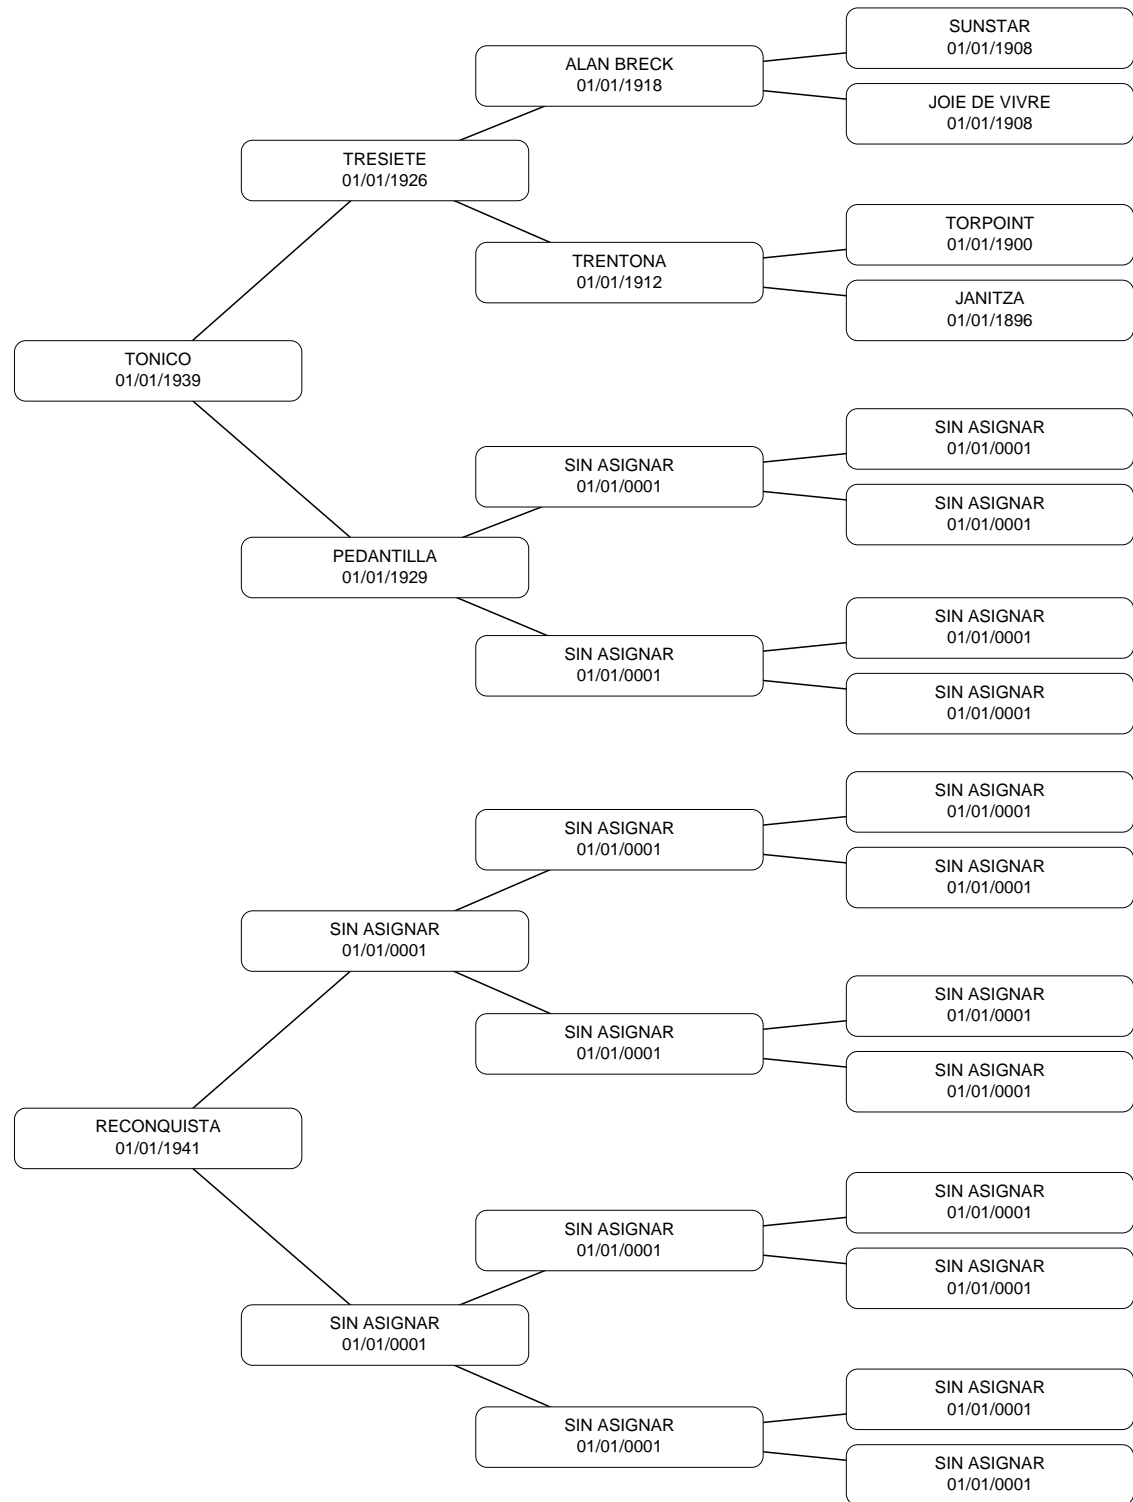 SUNSTAR
01/01/1908
ALAN BRECK
01/01/1918
JOIE DE VIVRE
01/01/1908
TRESIETE
01/01/1926
TORPOINT
01/01/1900
TRENTONA
01/01/1912
JANITZA
01/01/1896
TONICO
01/01/1939
SIN ASIGNAR
01/01/0001
SIN ASIGNAR
01/01/0001
SIN ASIGNAR
01/01/0001
PEDANTILLA
01/01/1929
SIN ASIGNAR
01/01/0001
SIN ASIGNAR
01/01/0001
SIN ASIGNAR
01/01/0001
SIN ASIGNAR
01/01/0001
SIN ASIGNAR
01/01/0001
SIN ASIGNAR
01/01/0001
SIN ASIGNAR
01/01/0001
SIN ASIGNAR
01/01/0001
SIN ASIGNAR
01/01/0001
SIN ASIGNAR
01/01/0001
RECONQUISTA
01/01/1941
SIN ASIGNAR
01/01/0001
SIN ASIGNAR
01/01/0001
SIN ASIGNAR
01/01/0001
SIN ASIGNAR
01/01/0001
SIN ASIGNAR
01/01/0001
SIN ASIGNAR
01/01/0001
SIN ASIGNAR
01/01/0001